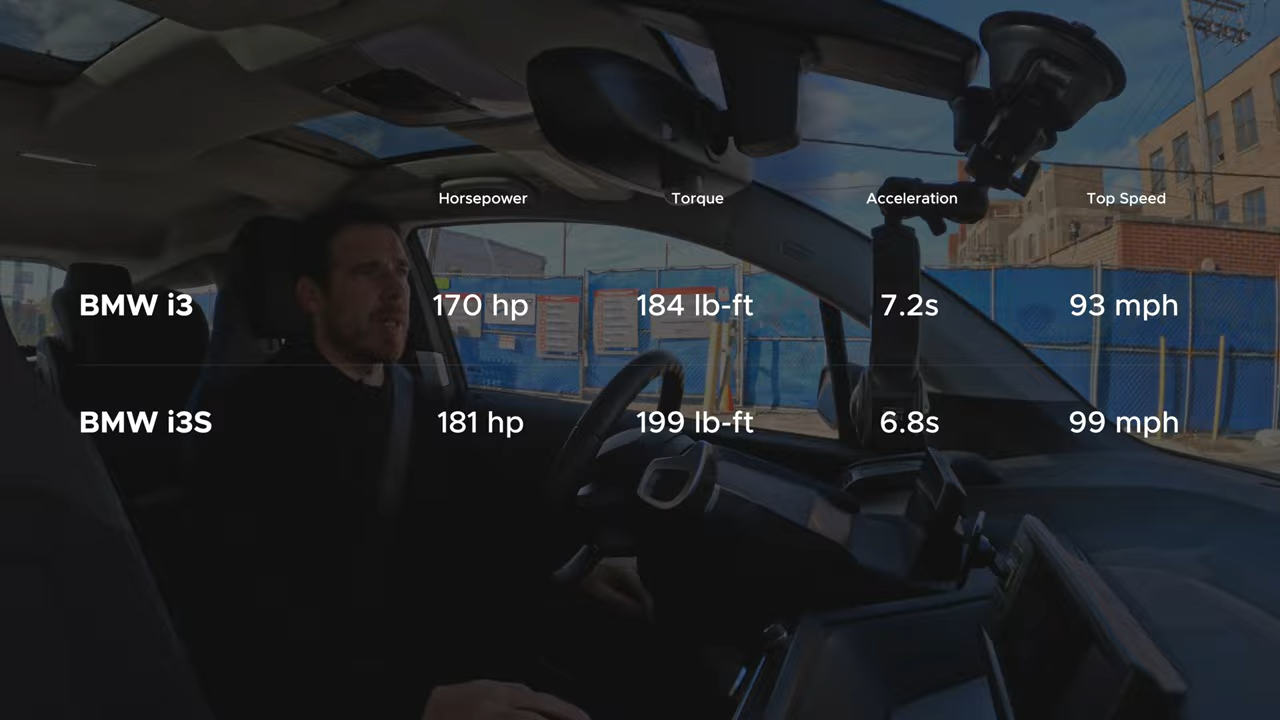 Horsepower Torque Acceleration Top Speed
BMW i3 170 hp 184 lb-ft 7.2s 93 mph
BMW i3S 181 hp 199 lb-ft 6.8s 99 mph